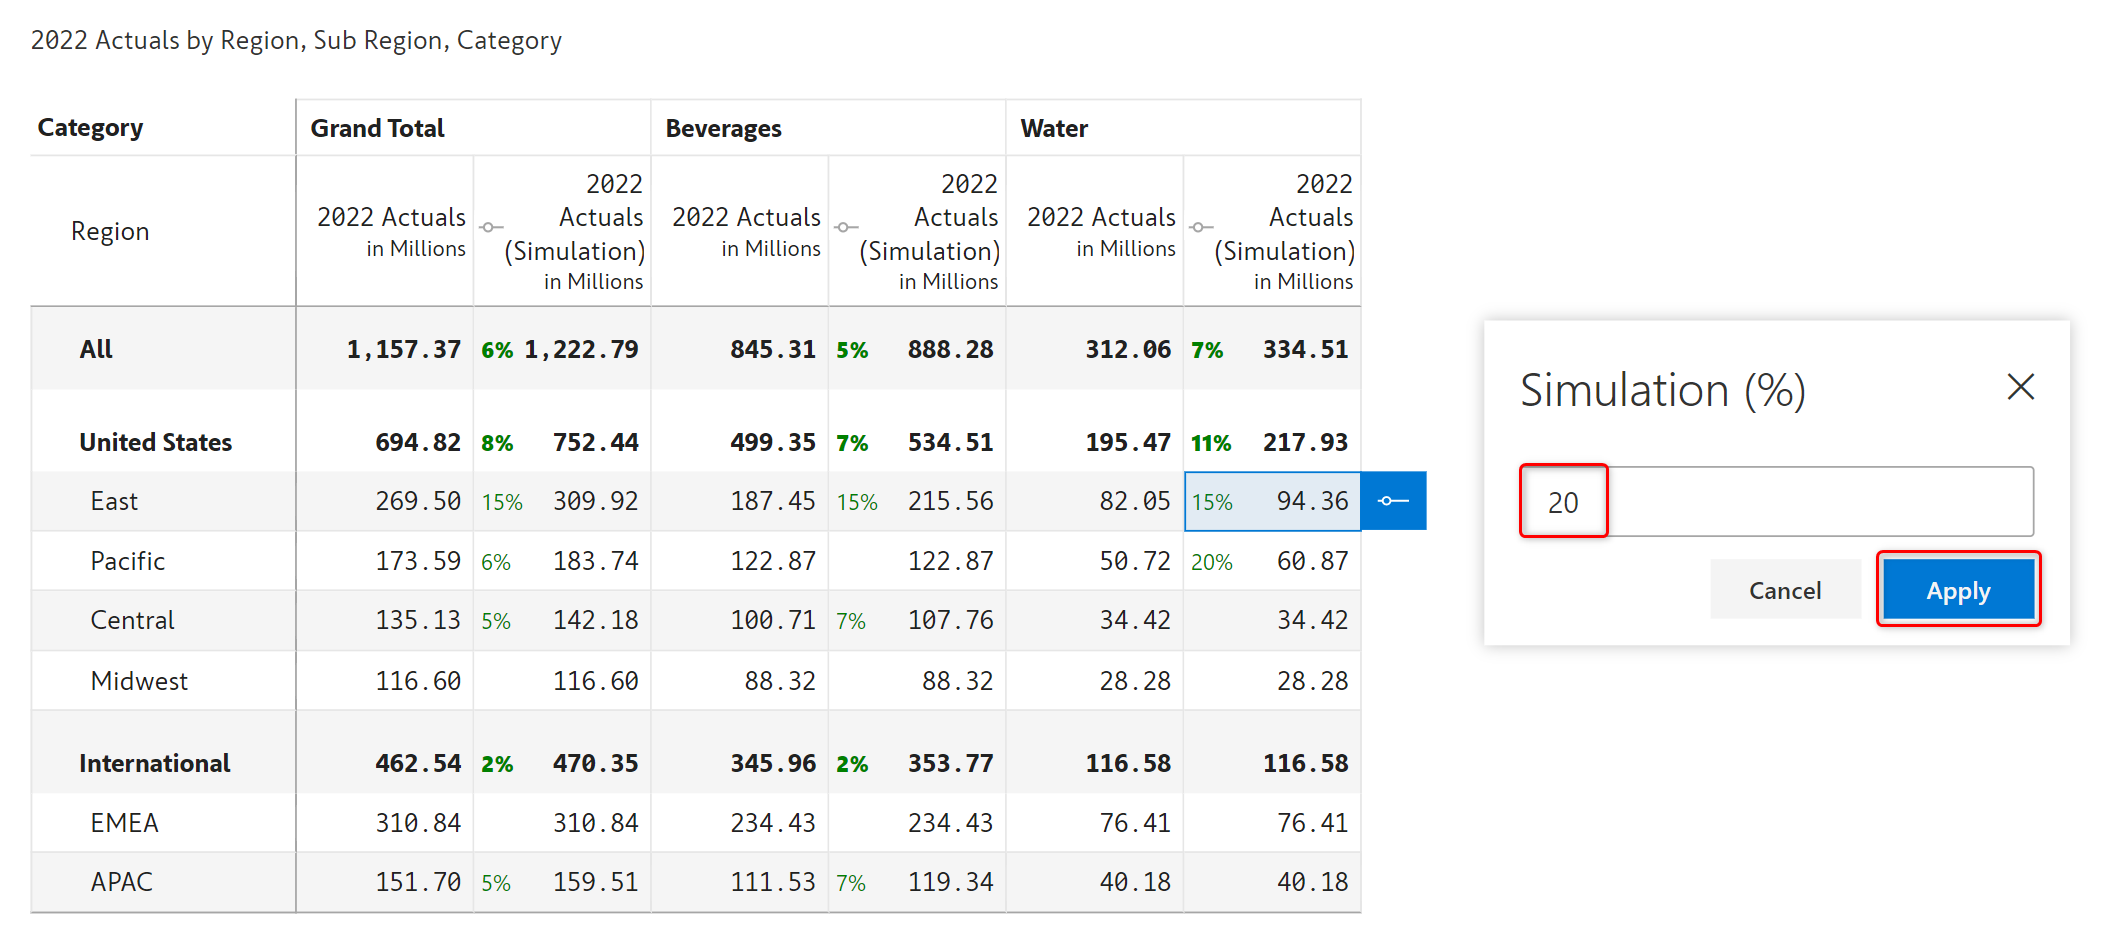 2022 Actuals by Region, Sub Region, Category
Category Grand Total Beverages Water
Region 2022 Actuals in Millions 2022 Actuals (Simulation) in Millions 2022 Actuals in Millions 2022 Actuals (Simulation) in Millions 2022 Actuals in Millions 2022 Actuals (Simulation) in Millions
All 1,157.37 6% 1,222.79 845.31 5% 888.28 312.06 7% 334.51
United States 694.82 8% 752.44 499.35 7% 534.51 195.47 11% 217.93
East 269.50 15% 309.92 187.45 15% 215.56 82.05 15% 94.36
Pacific 173.59 6% 183.74 122.87 122.87 50.72 20% 60.87
Central 135.13 5% 142.18 100.71 7% 107.76 34.42 34.42
Midwest 116.60 116.60 88.32 88.32 28.28 28.28
International 462.54 2% 470.35 345.96 2% 353.77 116.58 116.58
EMEA 310.84 310.84 234.43 234.43 76.41 76.41
APAC 151.70 5% 159.51 111.53 7% 119.34 40.18 40.18
Simulation (%)
20
Cancel Apply